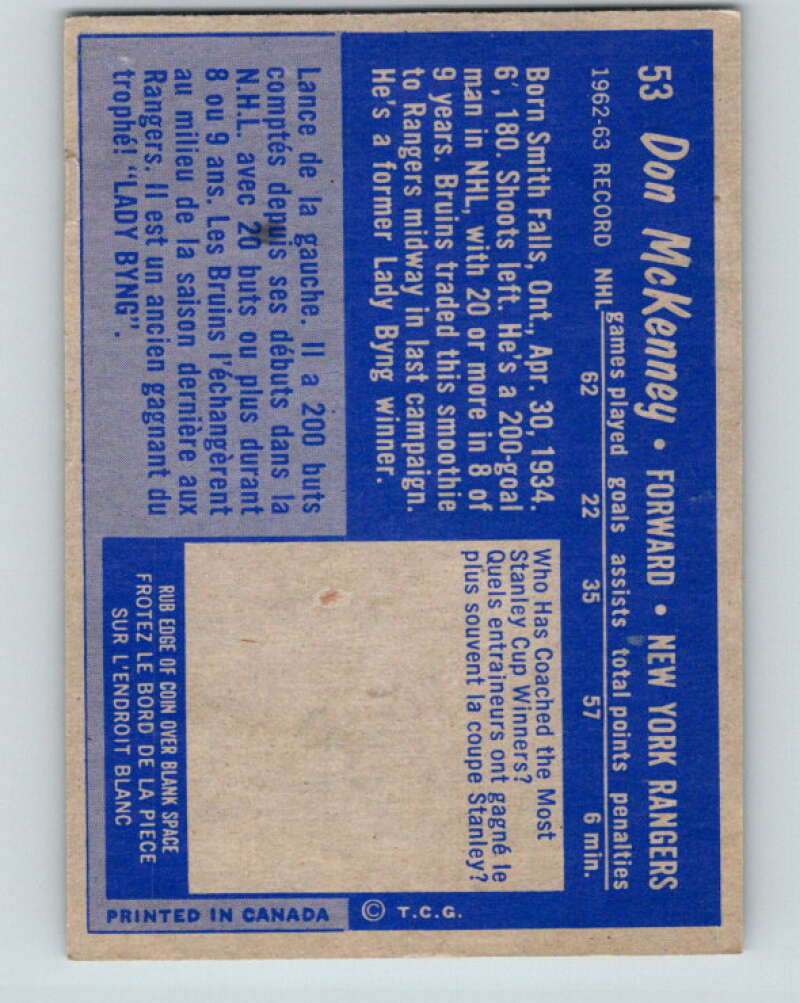 53 Don McKenney • FORWARD • NEW YORK RANGERS
1962-63 RECORD games played goals assists total points penalties
NHL 62 22 35 57 6 min.
Born Smith Falls, Ont., Apr. 30, 1934.
6', 180. Shoots left. He's a 200-goal
man in NHL, with 20 or more in 8 of
9 years. Bruins traded this smoothie
to Rangers midway in last campaign.
He's a former Lady Byng winner.
Lance de la gauche. Il a 200 buts
comptés depuis ses débuts dans la
N.H.L. avec 20 buts ou plus durant
8 ou 9 ans. Les Bruins l'échangèrent
au milieu de la saison dernière aux
Rangers. Il est un ancien gagnant du
trophé! "LADY BYNG".
Who Has Coached the Most
Stanley Cup Winners?
Quels entraineurs ont gagné le
plus souvent la coupe Stanley?
RUB EDGE OF COIN OVER BLANK SPACE
FROTEZ LE BORD DE LA PIECE
SUR L'ENDROIT BLANC
PRINTED IN CANADA © T.C.G.